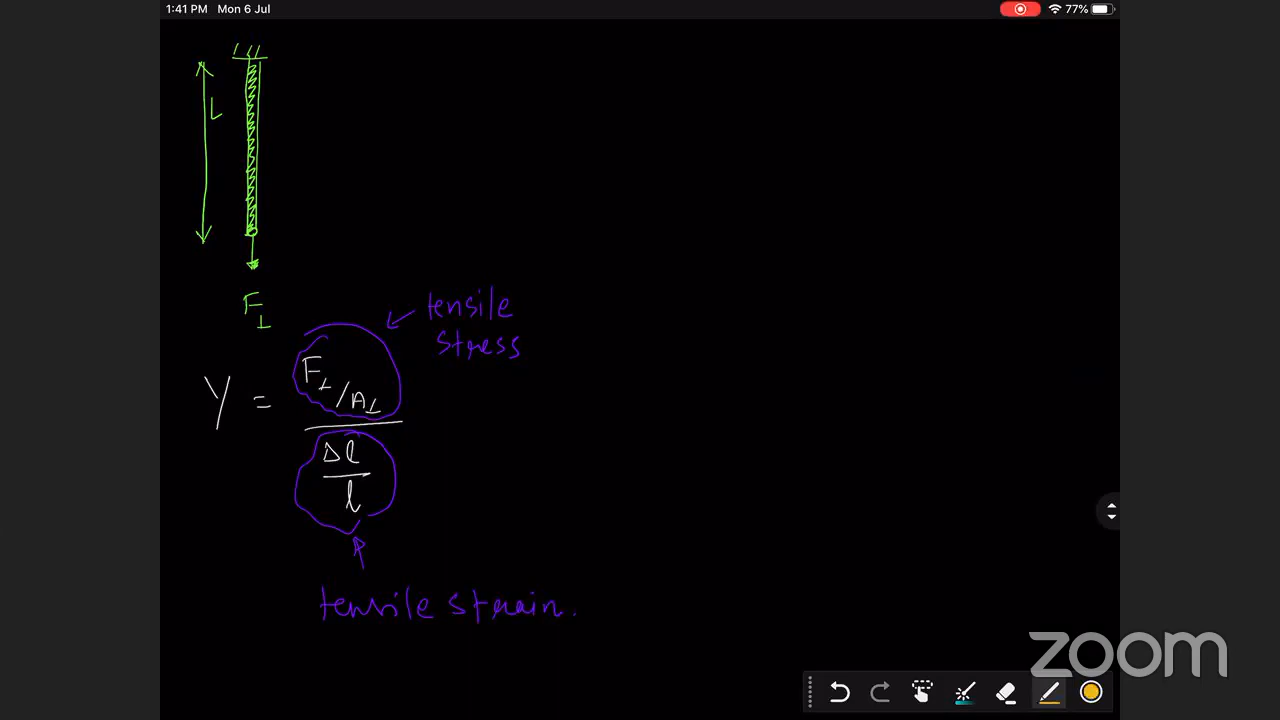 1:41 PM Mon 6 Jul
77%
L
F⊥
tensile
stress
Y = F⊥/A⊥
Δl
l
tensile strain.
zoom